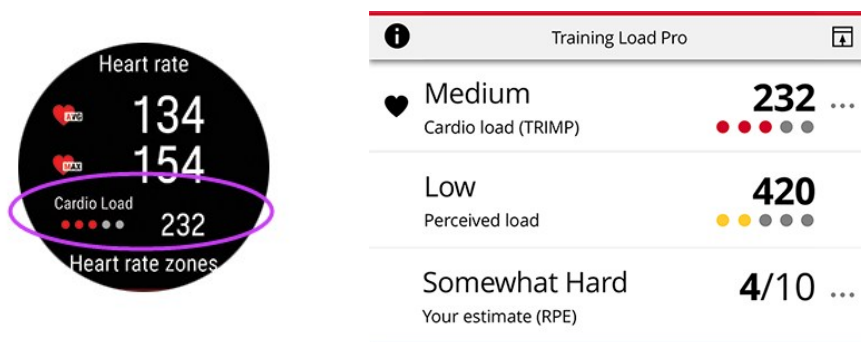 Heart rate
AVG 134
MAX 154
Cardio Load
232
Heart rate zones
Training Load Pro
Medium 232
Cardio load (TRIMP)
Low 420
Perceived load
Somewhat Hard 4/10
Your estimate (RPE)